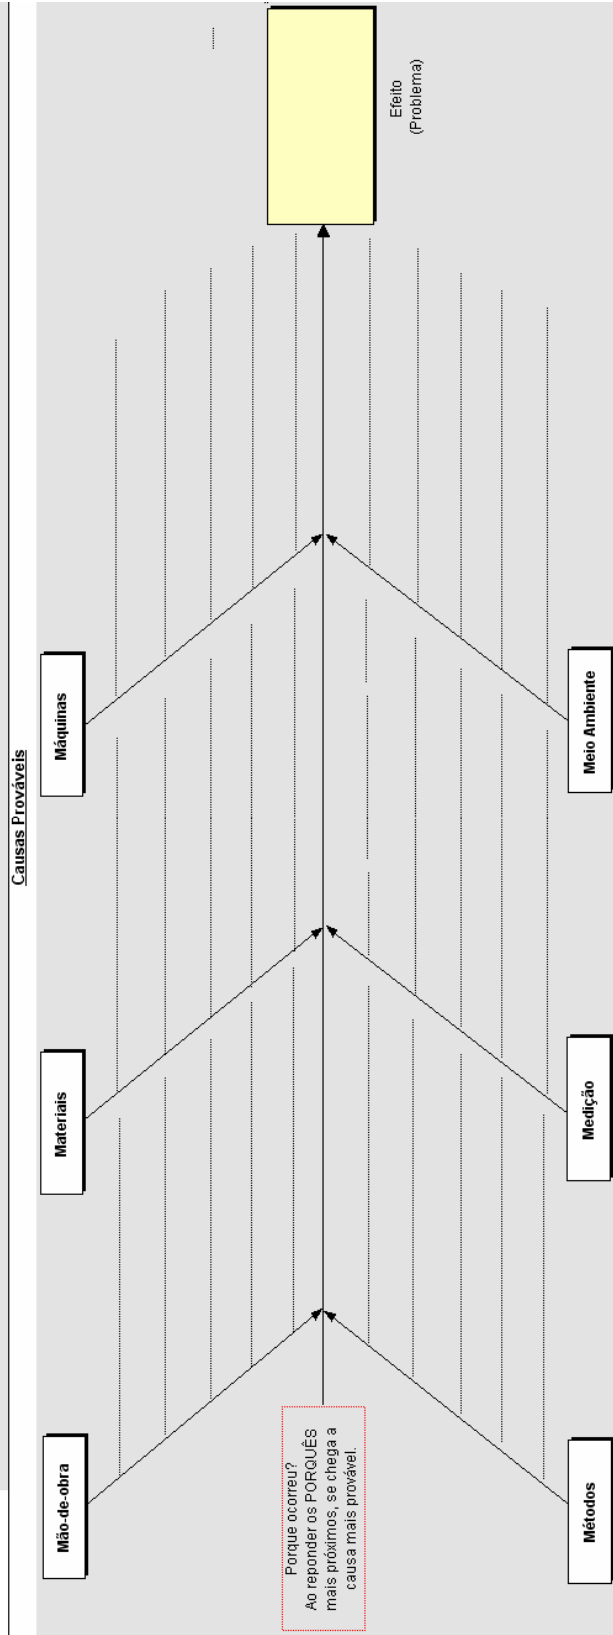 Causas Prováveis
Mão-de-obra
Materiais
Máquinas
Porque ocorreu?
Ao reponder os PORQUÊS
mais próximos, se chega a
causa mais provável.
Efeito
(Problema)
Métodos
Medição
Meio Ambiente